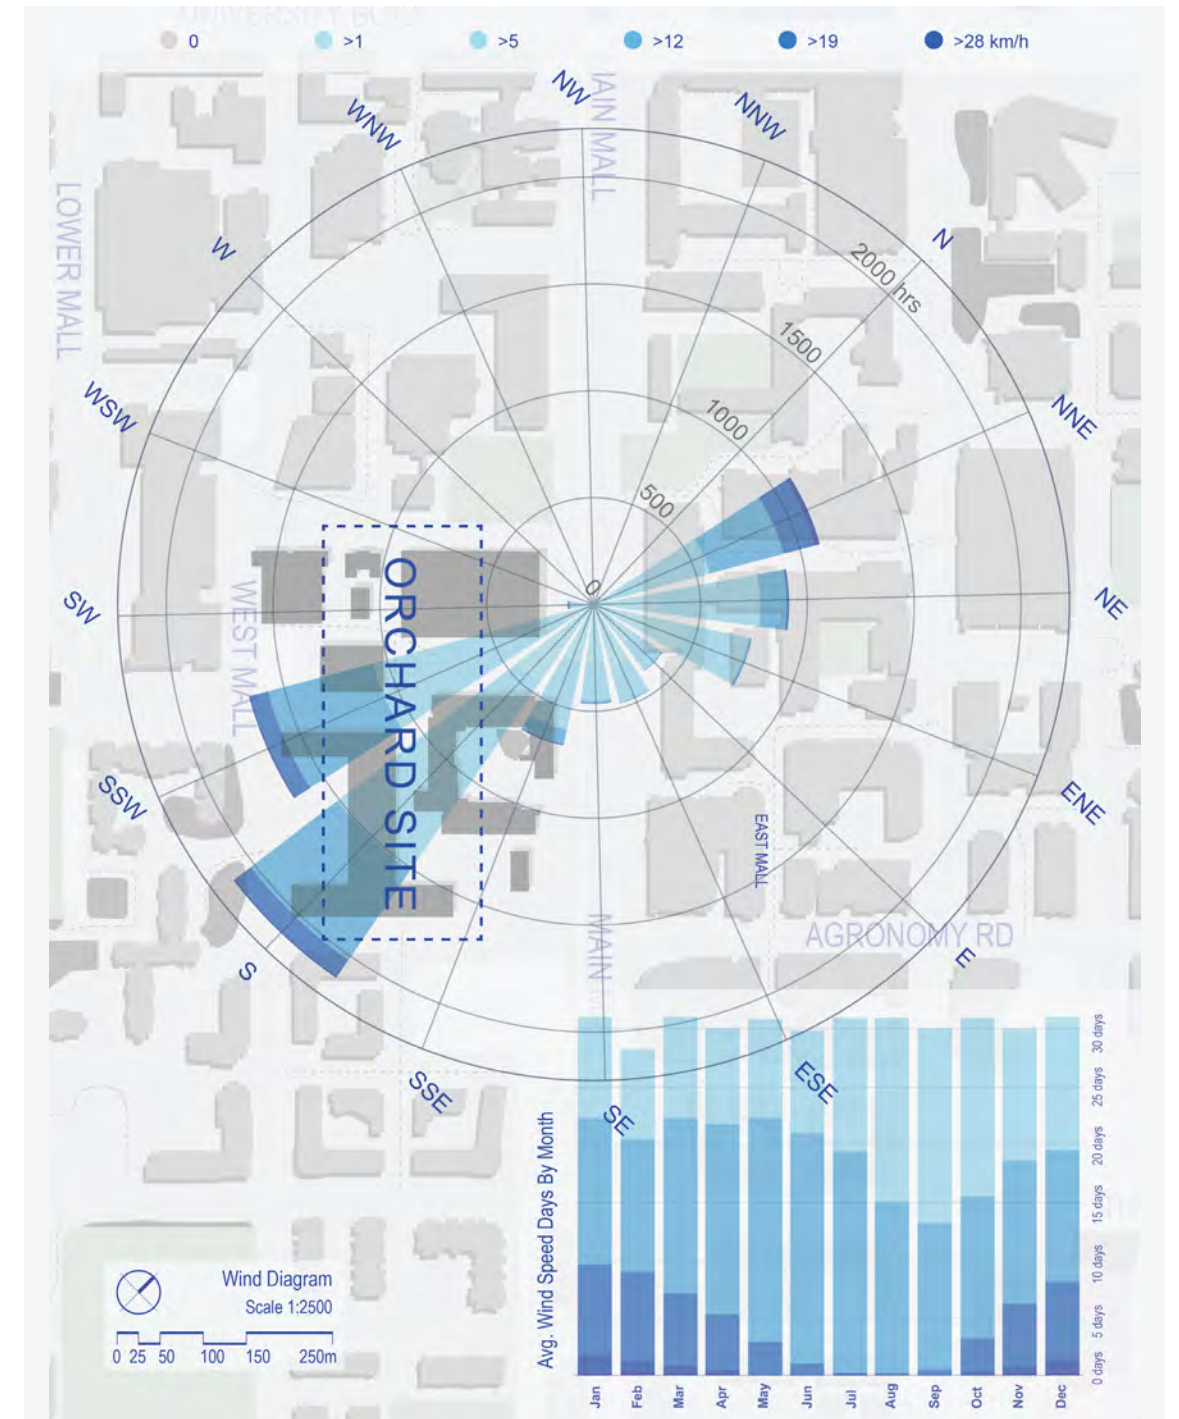 UNIVERSITY BLVD
0 >1 >5 >12 >19 >28 km/h
NW
NNW
N
NNE
NE
ENE
E
ESE
SE
SSE
S
SSW
SW
WSW
W
WNW
2000 hrs
1500
1000
500
0
IAIN MALL
LOWER MALL
WEST MALL
ORCHARD SITE
EAST MALL
MAIN
AGRONOMY RD
Wind Diagram
Scale 1:2500
0 25 50 100 150 250m
Avg. Wind Speed Days By Month
30 days
25 days
20 days
15 days
10 days
5 days
0 days
Jan Feb Mar Apr May Jun Jul Aug Sep Oct Nov Dec